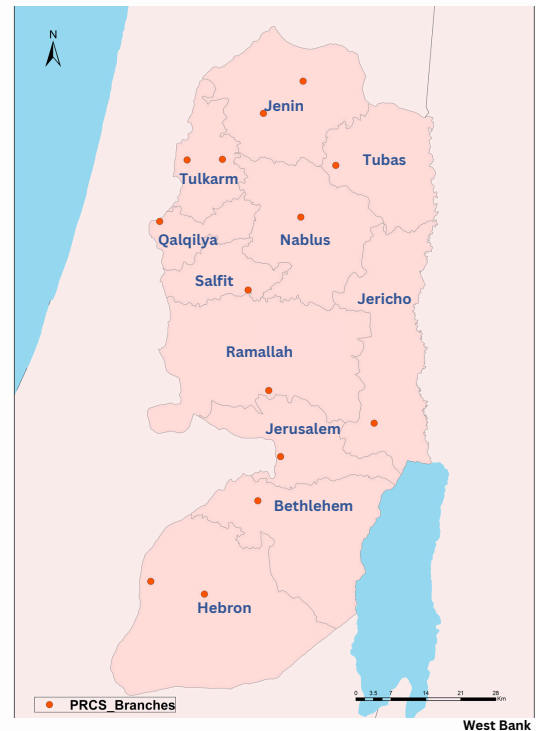 N
Jenin
Tubas
Tulkarm
Qalqilya
Nablus
Salfit
Jericho
Ramallah
Jerusalem
Bethlehem
Hebron
0 3.5 7 14 21 28
Km
PRCS_Branches
West Bank